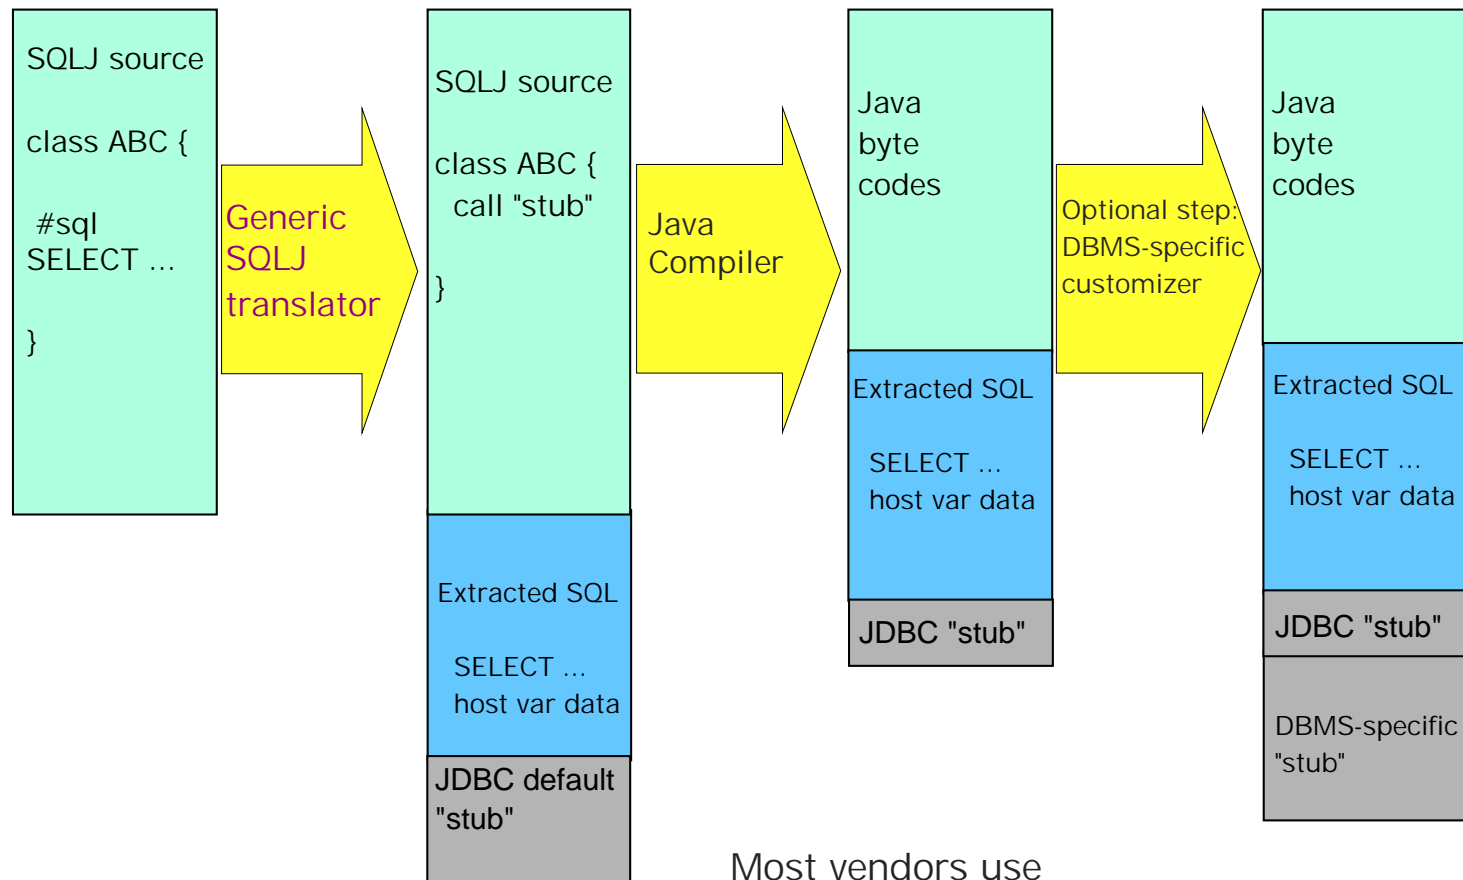 SQLJ source
class ABC {
#sql
SELECT ...
}
Generic
SQLJ
translator
SQLJ source
class ABC {
call "stub"
}
Extracted SQL
SELECT ...
host var data
JDBC default
"stub"
Java
Compiler
Java
byte
codes
Extracted SQL
SELECT ...
host var data
JDBC "stub"
Optional step:
DBMS-specific
customizer
Java
byte
codes
Extracted SQL
SELECT ...
host var data
JDBC "stub"
DBMS-specific
"stub"
Most vendors use